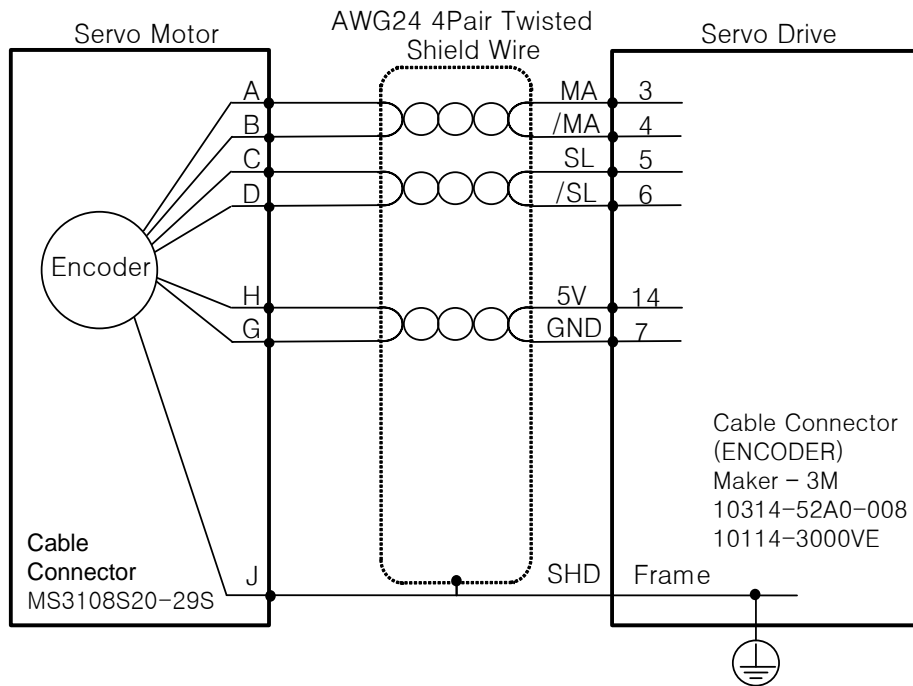 Servo Motor
AWG24 4Pair Twisted
Shield Wire
Servo Drive
A
MA
3
B
/MA
4
C
SL
5
D
/SL
6
Encoder
H
5V
14
G
GND
7
Cable Connector
(ENCODER)
Maker - 3M
10314-52A0-008
10114-3000VE
Cable
Connector
MS3108S20-29S
J
SHD
Frame